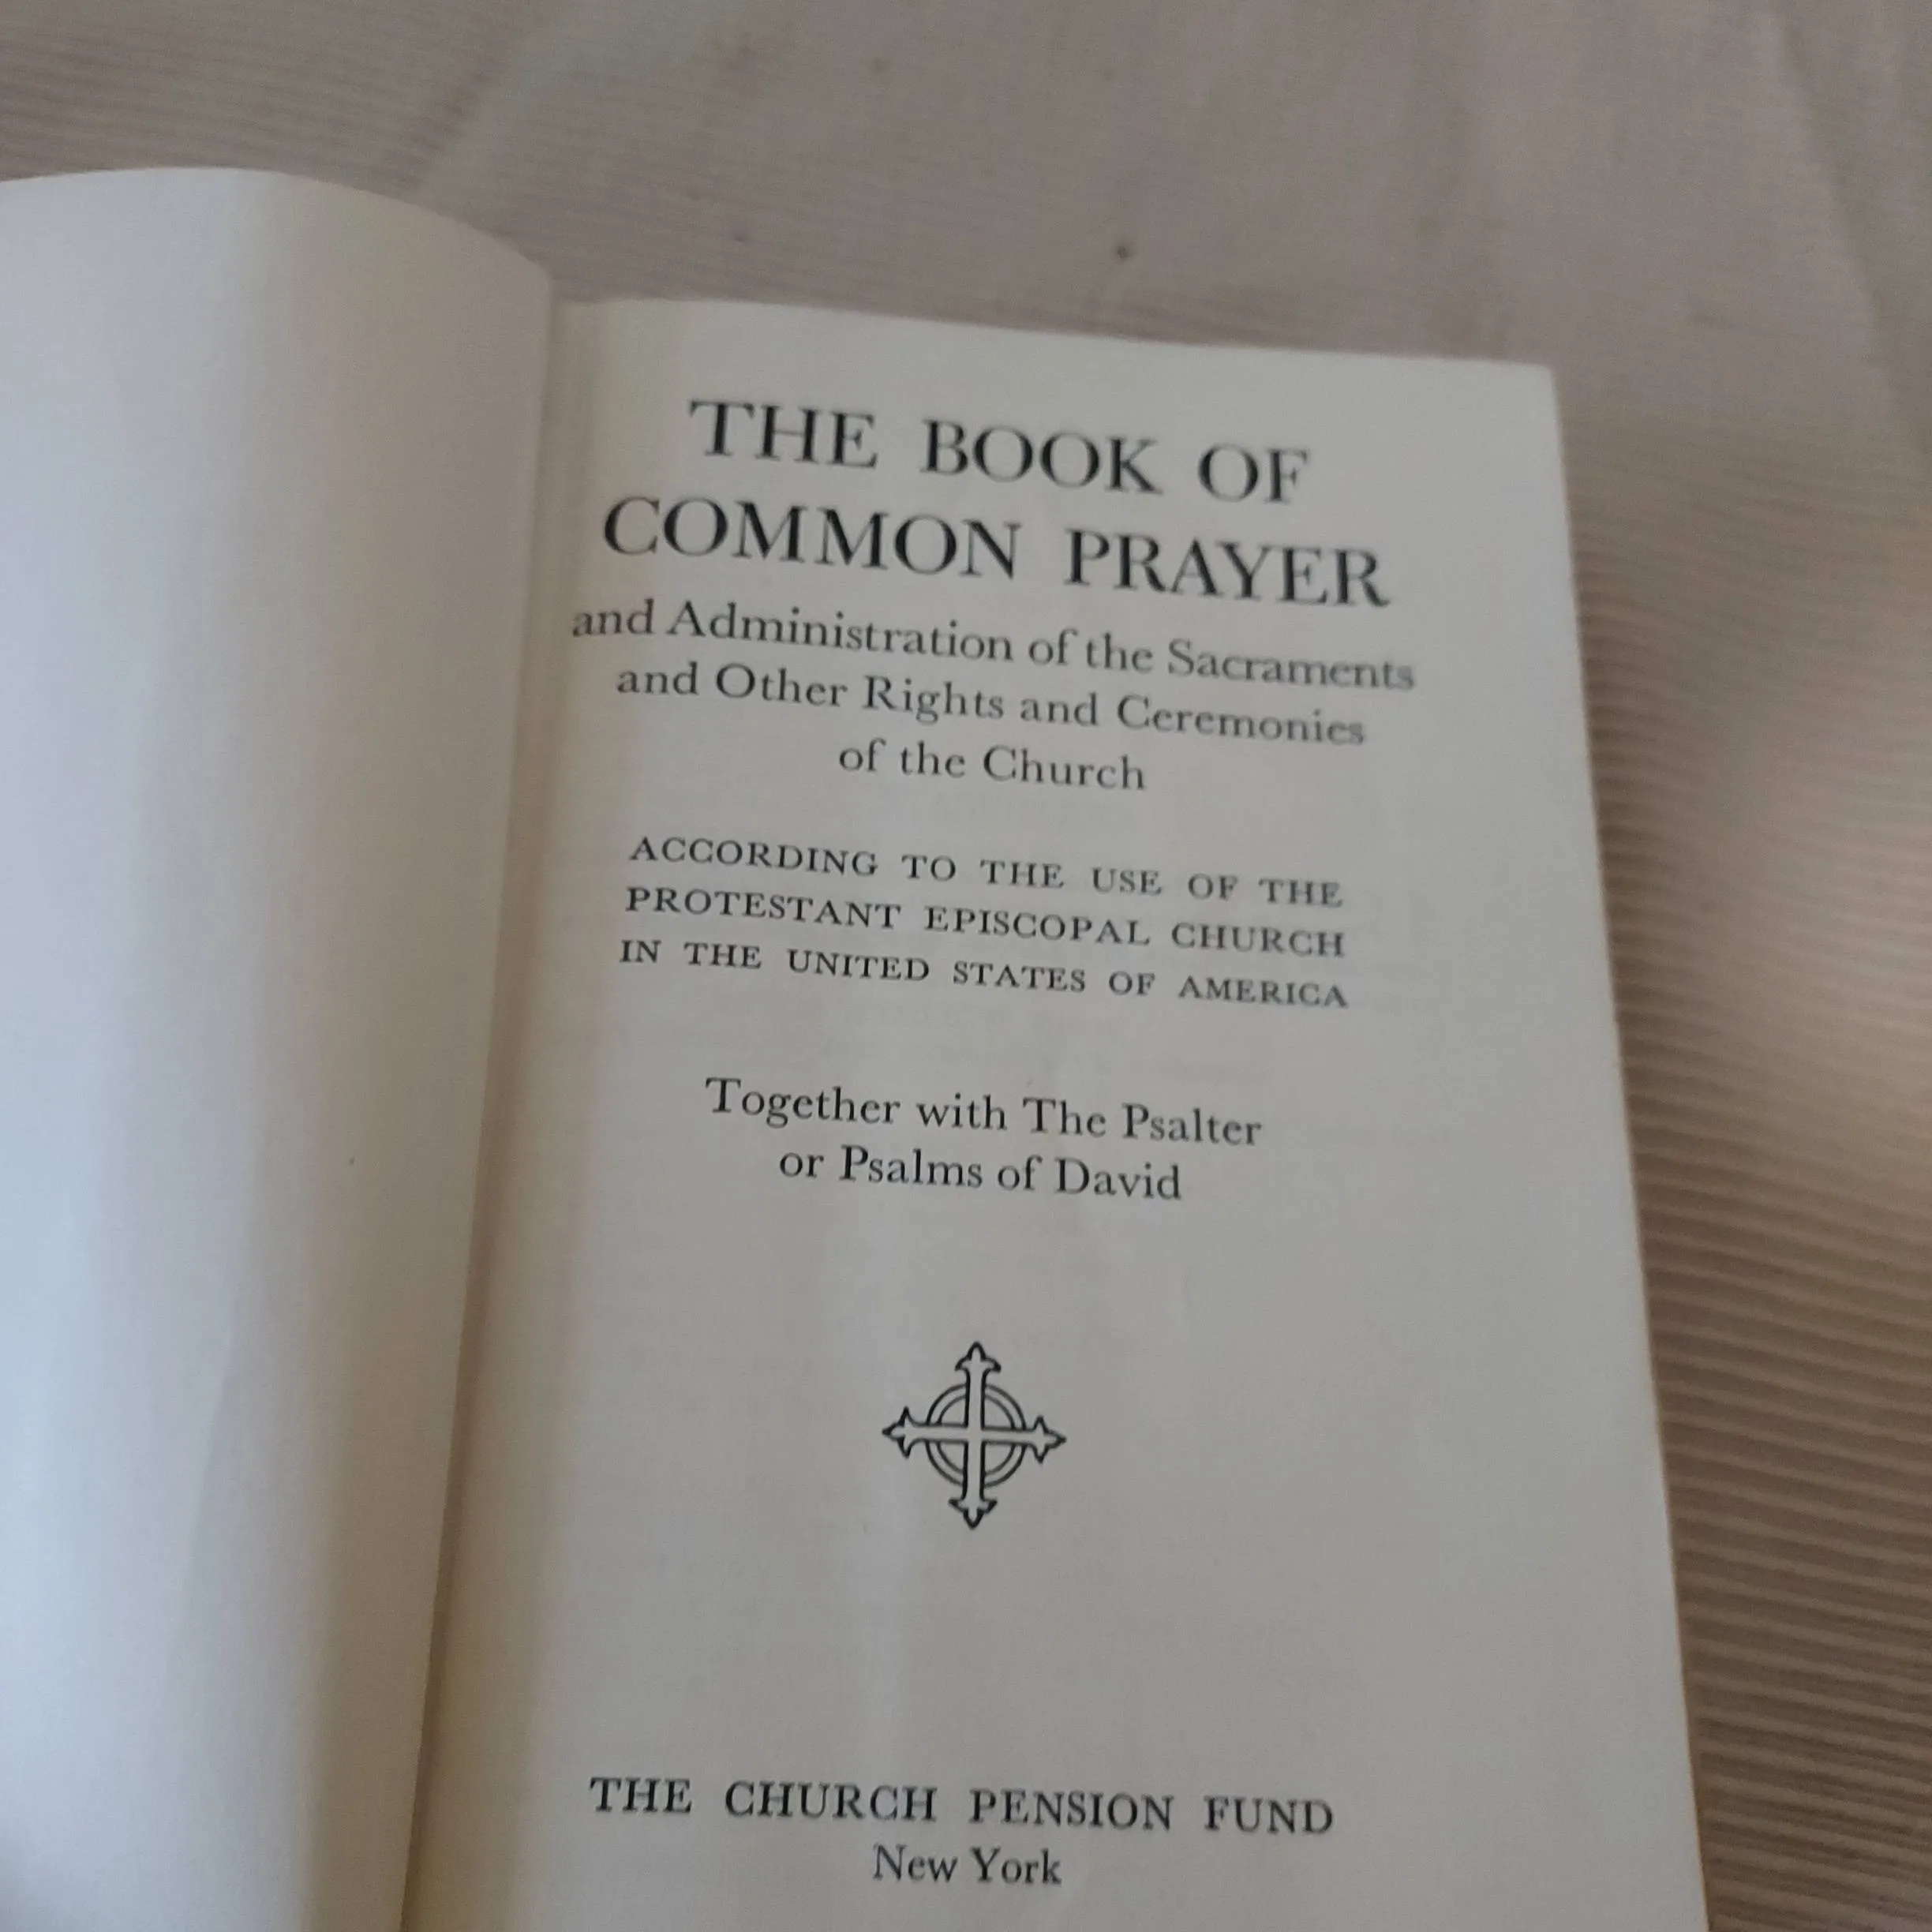 THE BOOK OF
COMMON PRAYER
and Administration of the Sacraments
and Other Rights and Ceremonies
of the Church
ACCORDING TO THE USE OF THE
PROTESTANT EPISCOPAL CHURCH
IN THE UNITED STATES OF AMERICA
Together with The Psalter
or Psalms of David
THE CHURCH PENSION FUND
New York